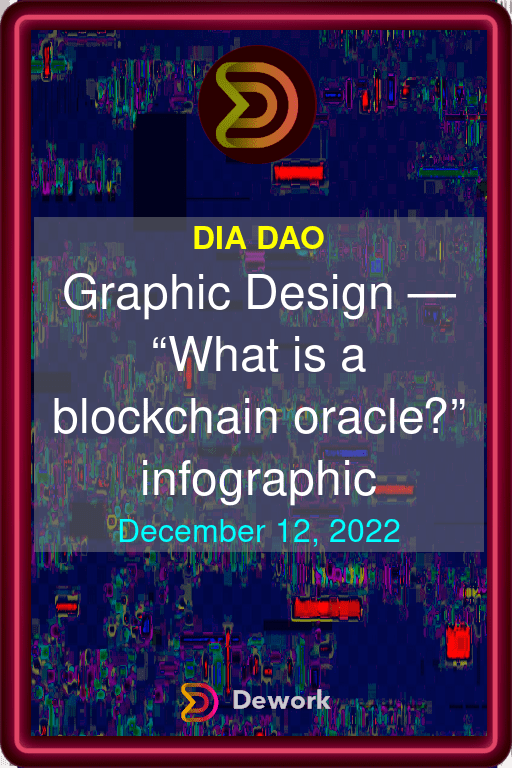 DIA DAO
Graphic Design —
“What is a
blockchain oracle?”
infographic
December 12, 2022
Dework